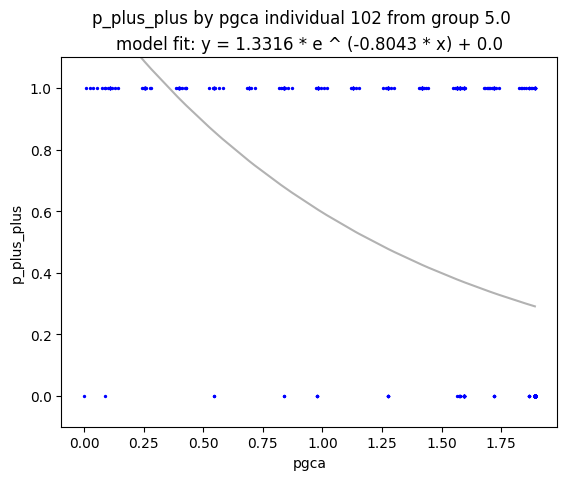 p_plus_plus by pgca individual 102 from group 5.0
model fit: y = 1.3316 * e ^ (-0.8043 * x) + 0.0
1.0
0.8
0.6
0.4
0.2
0.0
p_plus_plus
0.00 0.25 0.50 0.75 1.00 1.25 1.50 1.75
pgca